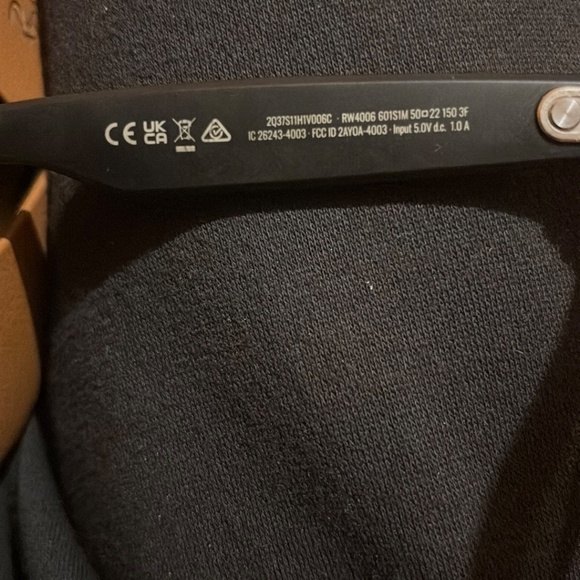 CE UK CA
2Q37S11H1V006C · RW4006 601S1M 50□22 150 3F
IC 26243-4003 · FCC ID 2AYOA-4003 · Input 5.0V d.c. 1.0 A